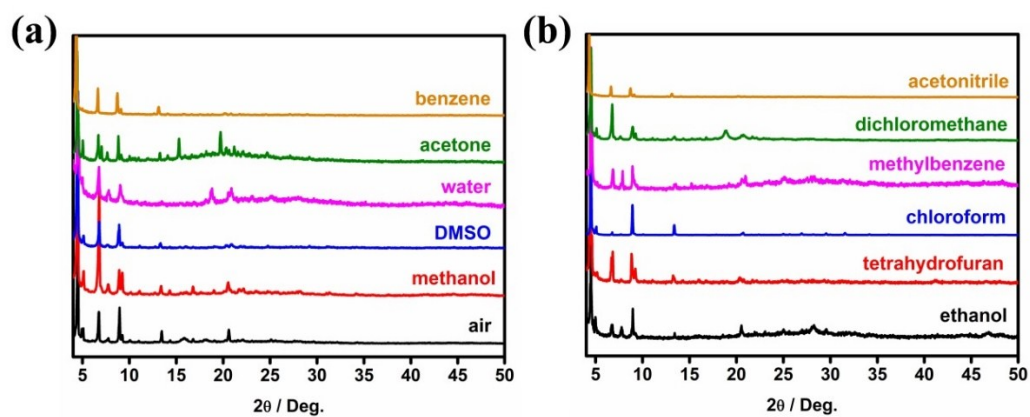 (a)
benzene
acetone
water
DMSO
methanol
air
5 10 15 20 25 30 35 40 45 50
2θ / Deg.
(b)
acetonitrile
dichloromethane
methylbenzene
chloroform
tetrahydrofuran
ethanol
5 10 15 20 25 30 35 40 45 50
2θ / Deg.